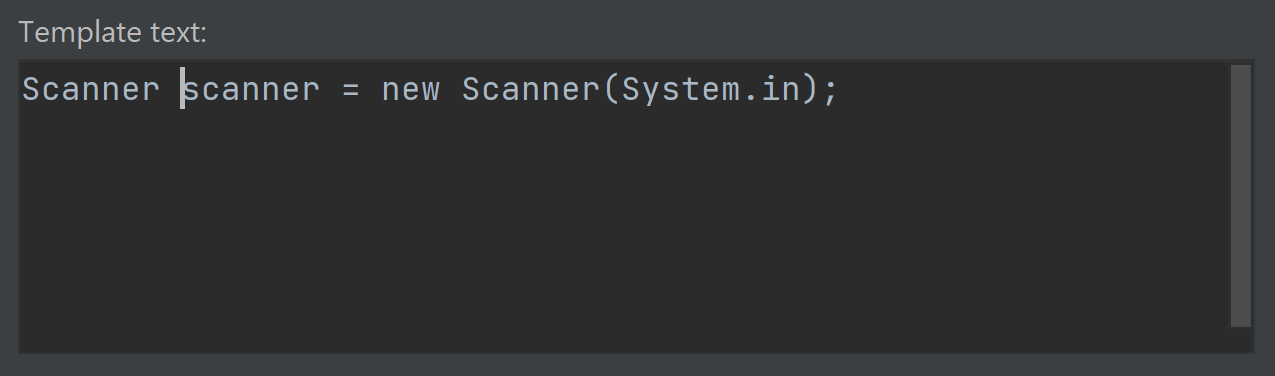 Template text:
Scanner scanner = new Scanner(System.in);